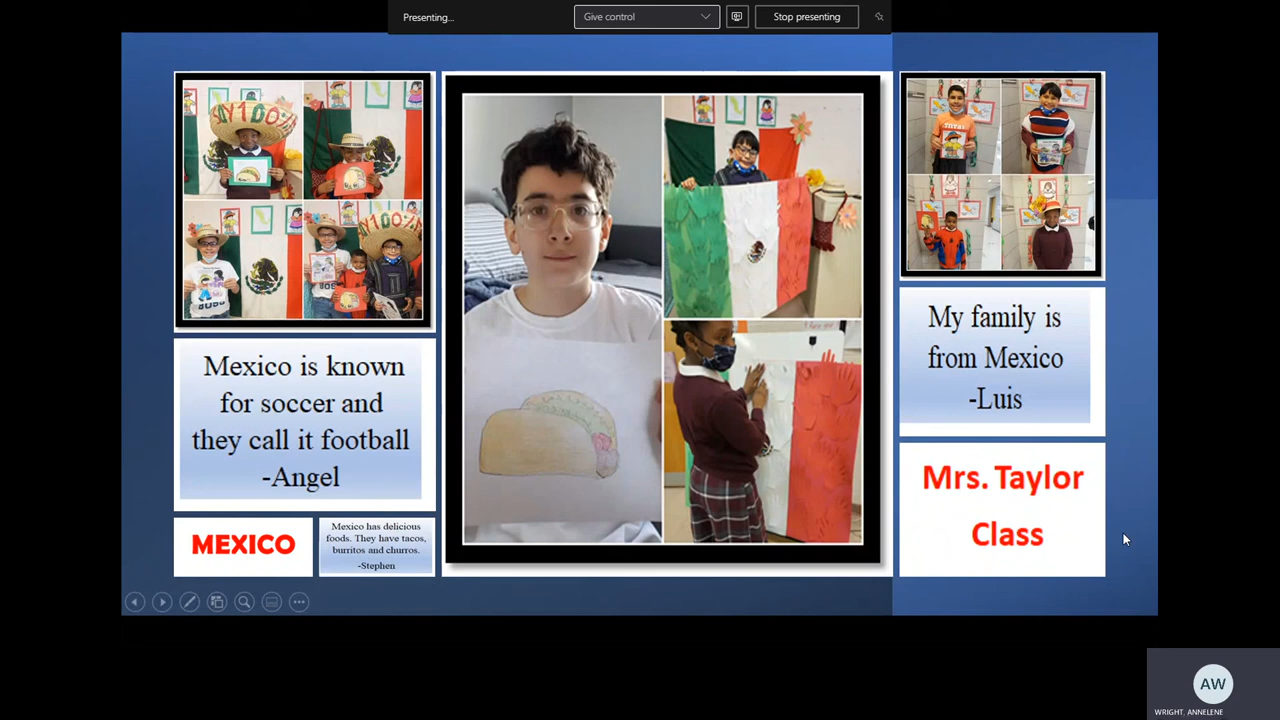 Presenting...
Give control
Stop presenting
Mexico is known
for soccer and
they call it football
-Angel
MEXICO
Mexico has delicious
foods. They have tacos,
burritos and churros.
-Stephen
My family is
from Mexico
-Luis
Mrs. Taylor
Class
AW
WRIGHT, ANNELENE